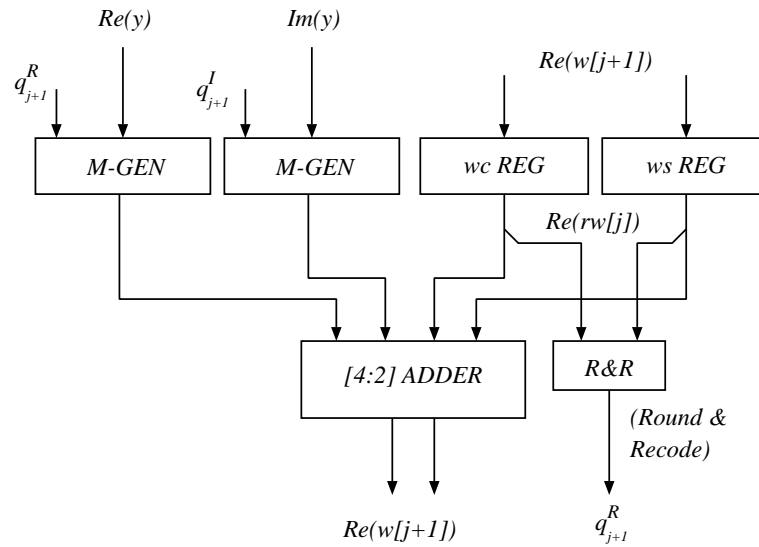 Re(y)
Im(y)
q^R_{j+1}
q^I_{j+1}
Re(w[j+1])
M-GEN
M-GEN
wc REG
ws REG
Re(rw[j])
[4:2] ADDER
R&R
(Round &
Recode)
Re(w[j+1])
q^R_{j+1}